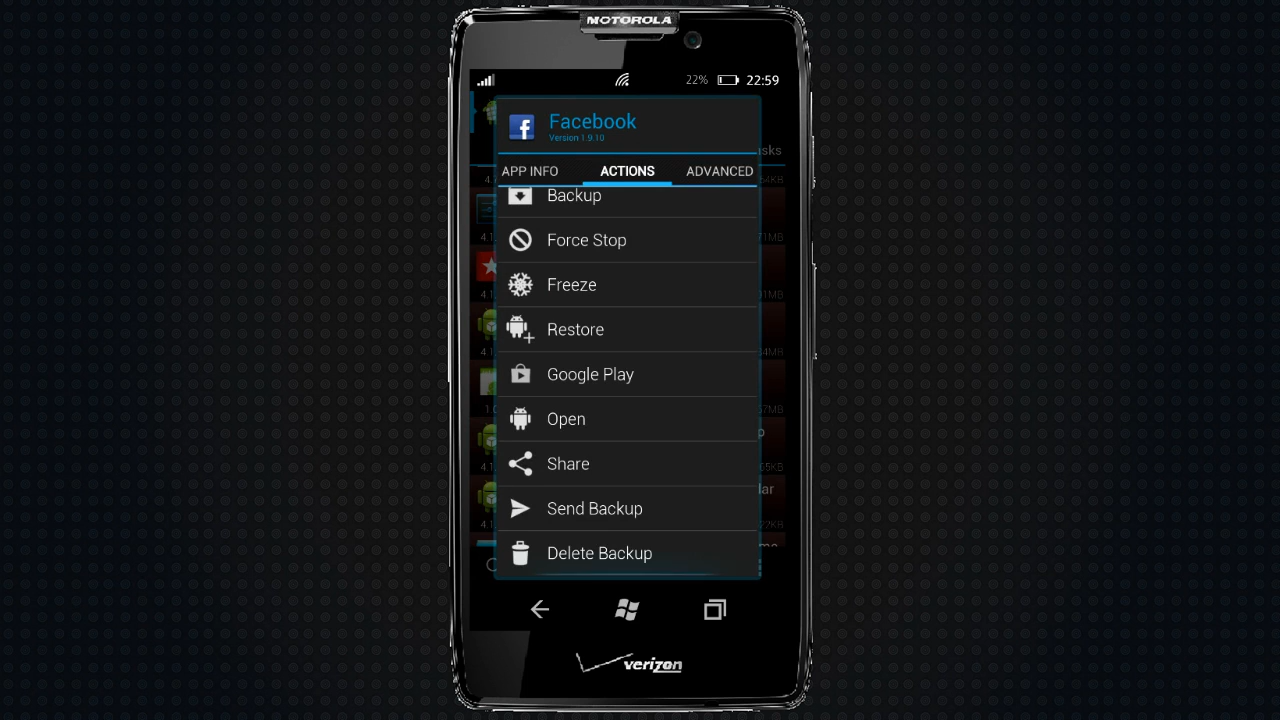 MOTOROLA
22% 22:59
Facebook
Version 1.9.10
APP INFO ACTIONS ADVANCED
Backup
Force Stop
Freeze
Restore
Google Play
Open
Share
Send Backup
Delete Backup
verizon